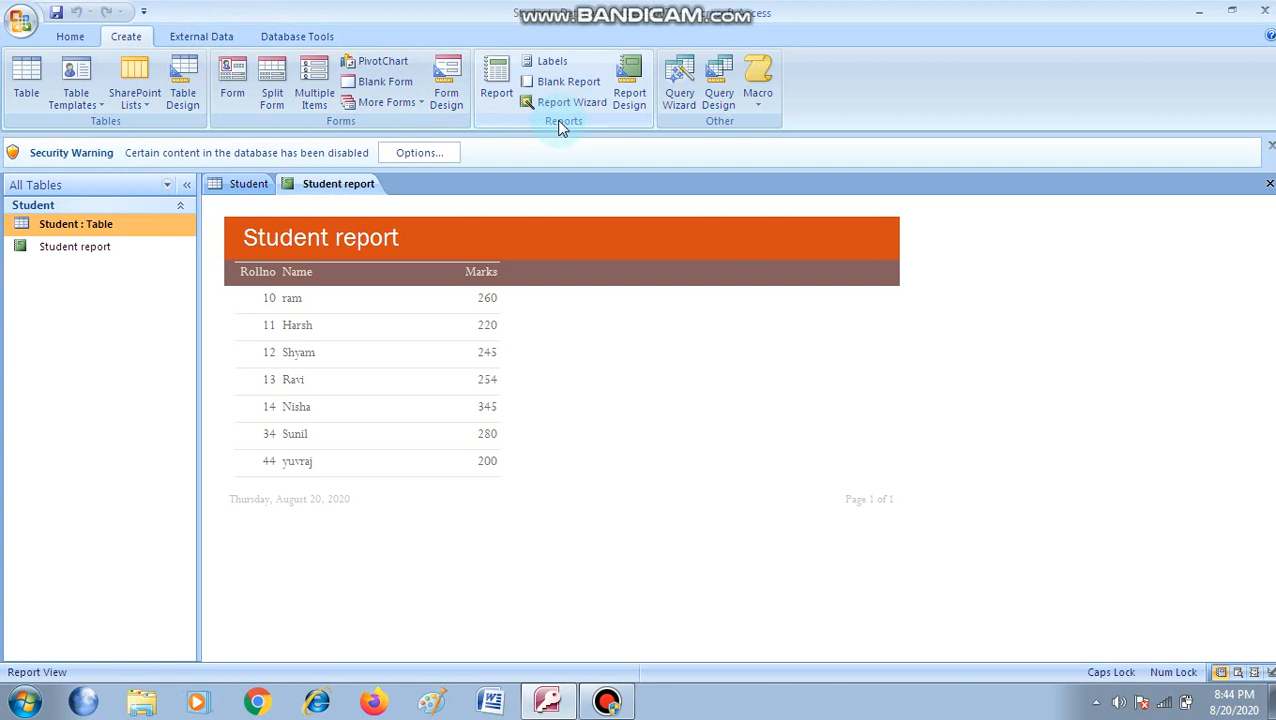 www.BANDICAM.com
Home Create External Data Database Tools
Table
Table Templates
SharePoint Lists
Table Design
Tables
Form
Split Form
Multiple Items
PivotChart
Blank Form
More Forms
Form Design
Forms
Report
Labels
Blank Report
Report Wizard
Report Design
Reports
Query Wizard
Query Design
Macro
Other
Security Warning Certain content in the database has been disabled Options...
All Tables
Student
Student : Table
Student report
Student Student report
Student report
Rollno Name Marks
10 ram 260
11 Harsh 220
12 Shyam 245
13 Ravi 254
14 Nisha 345
34 Sunil 280
44 yuvraj 200
Thursday, August 20, 2020 Page 1 of 1
Report View Caps Lock Num Lock
8:44 PM
8/20/2020